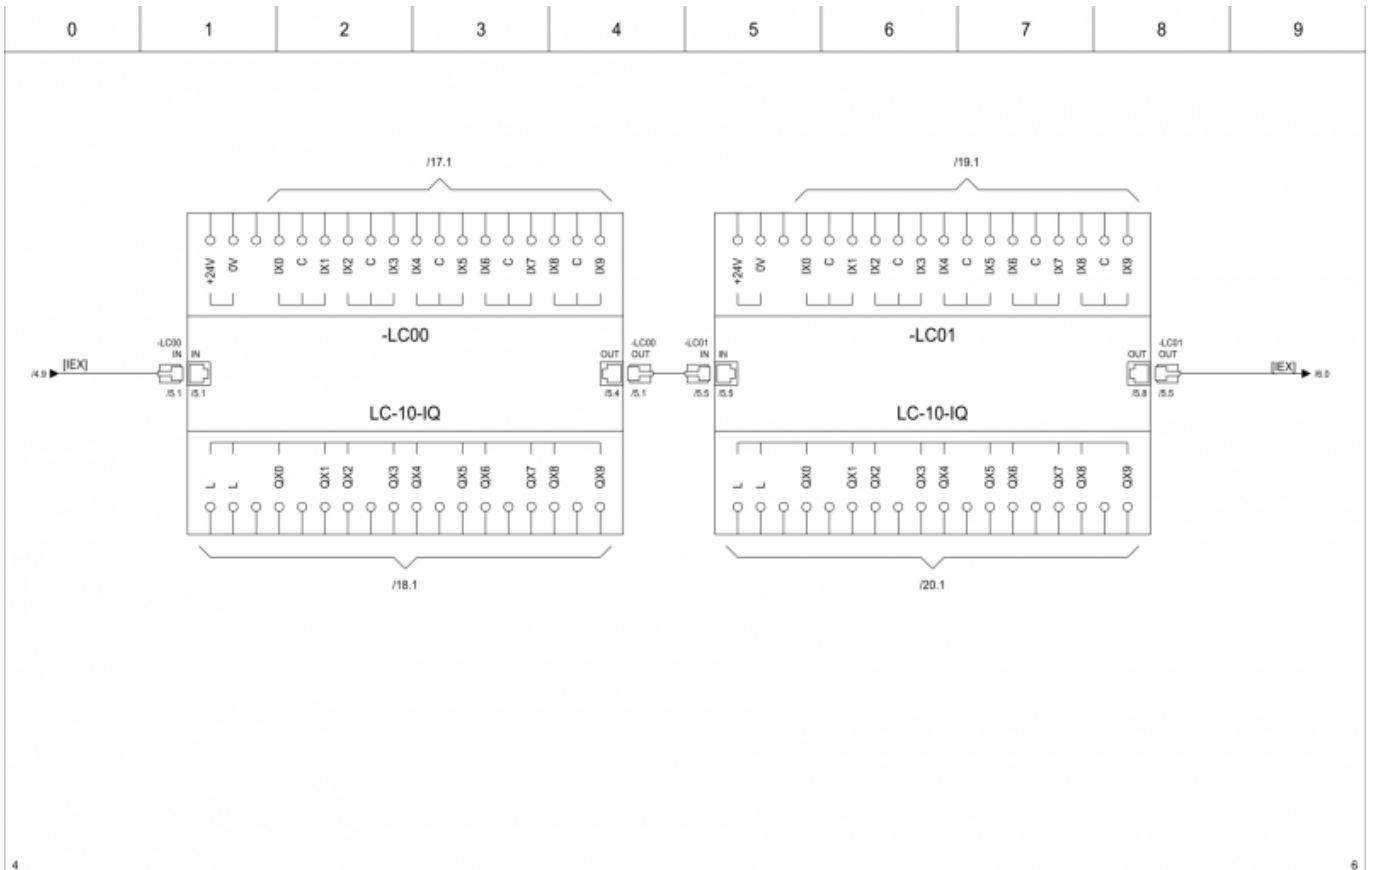 0 1 2 3 4 5 6 7 8 9
/17.1 /19.1
+24V 0V IX0 C IX1 IX2 C IX3 IX4 C IX5 IX6 C IX7 IX8 C IX9
+24V 0V IX0 C IX1 IX2 C IX3 IX4 C IX5 IX6 C IX7 IX8 C IX9
-LC00 -LC01
-LC00 -LC00 -LC01 -LC01
IN IN OUT OUT IN IN OUT OUT
[IEX] [IEX]
/4.9 /6.0
/5.1 /5.1 /5.4 /5.1 /5.5 /5.5 /5.8 /5.5
LC-10-IQ LC-10-IQ
L L QX0 QX1 QX2 QX3 QX4 QX5 QX6 QX7 QX8 QX9
L L QX0 QX1 QX2 QX3 QX4 QX5 QX6 QX7 QX8 QX9
/18.1 /20.1
4 6